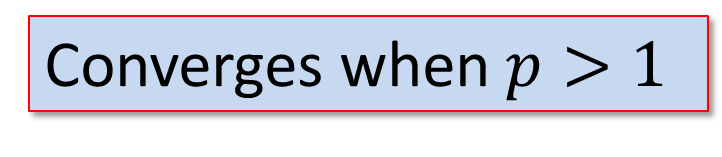 Converges when p > 1